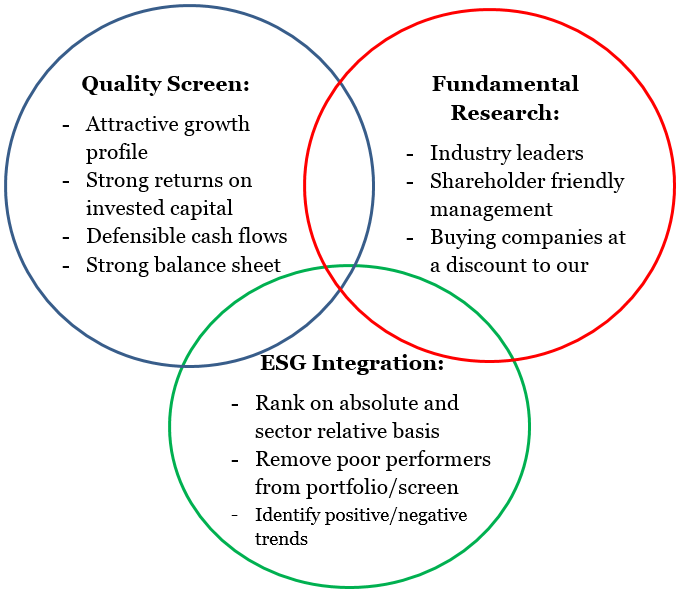 Quality Screen:
- Attractive growth
profile
- Strong returns on
invested capital
- Defensible cash flows
- Strong balance sheet
Fundamental
Research:
- Industry leaders
- Shareholder friendly
management
- Buying companies at
a discount to our
ESG Integration:
- Rank on absolute and
sector relative basis
- Remove poor performers
from portfolio/screen
- Identify positive/negative
trends